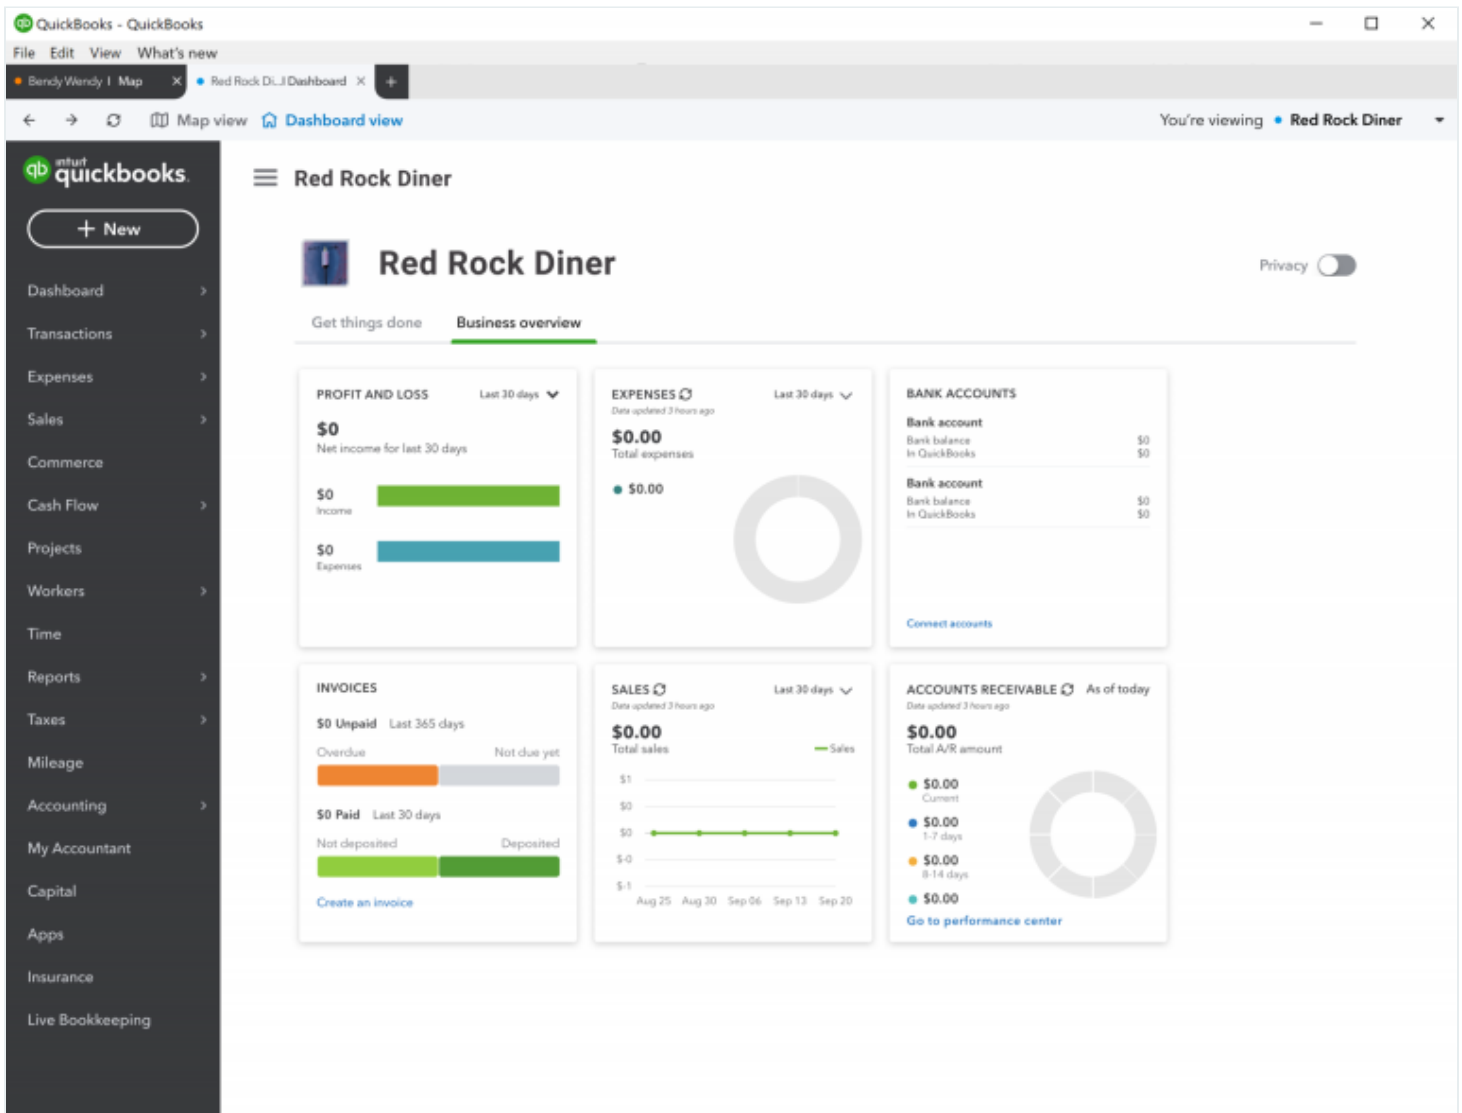 QuickBooks - QuickBooks
File Edit View What's new
Bendy Wendy | Map
Red Rock Di...l Dashboard
Map view Dashboard view
You're viewing Red Rock Diner
qb intuit quickbooks.
+ New
Dashboard
Transactions
Expenses
Sales
Commerce
Cash Flow
Projects
Workers
Time
Reports
Taxes
Mileage
Accounting
My Accountant
Capital
Apps
Insurance
Live Bookkeeping
Red Rock Diner
Red Rock Diner
Privacy
Get things done Business overview
PROFIT AND LOSS Last 30 days
$0
Net income for last 30 days
$0
Income
$0
Expenses
EXPENSES Last 30 days
Data updated 3 hours ago
$0.00
Total expenses
$0.00
BANK ACCOUNTS
Bank account
Bank balance $0
In QuickBooks $0
Bank account
Bank balance $0
In QuickBooks $0
Connect accounts
INVOICES
$0 Unpaid Last 365 days
Overdue Not due yet
$0 Paid Last 30 days
Not deposited Deposited
Create an invoice
SALES Last 30 days
Data updated 3 hours ago
$0.00
Total sales
Sales
$1
$0
$0
$-0
$-1
Aug 25 Aug 30 Sep 06 Sep 13 Sep 20
ACCOUNTS RECEIVABLE As of today
Data updated 3 hours ago
$0.00
Total A/R amount
$0.00
Current
$0.00
1-7 days
$0.00
8-14 days
$0.00
Go to performance center